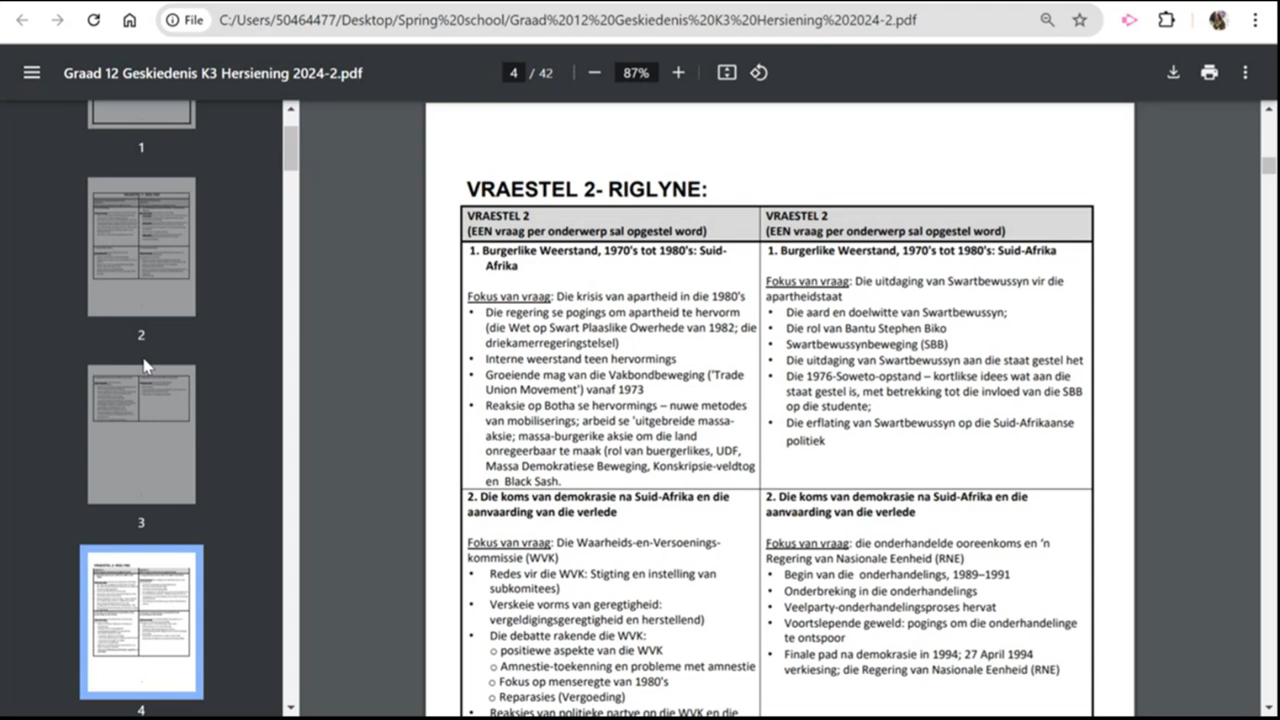 File
C:/Users/50464477/Desktop/Spring%20school/Graad%2012%20Geskiedenis%20K3%20Hersiening%202024-2.pdf
Graad 12 Geskiedenis K3 Hersiening 2024-2.pdf
4 / 42
87%
1
2
3
4
VRAESTEL 2- RIGLYNE:
VRAESTEL 2
(EEN vraag per onderwerp sal opgestel word)
1. Burgerlike Weerstand, 1970's tot 1980's: Suid-
Afrika
Fokus van vraag: Die krisis van apartheid in die 1980's
• Die regering se pogings om apartheid te hervorm
(die Wet op Swart Plaaslike Owerhede van 1982; die
driekamerregeringstelsel)
• Interne weerstand teen hervormings
• Groeiende mag van die Vakbondbeweging ('Trade
Union Movement') vanaf 1973
• Reaksie op Botha se hervormings – nuwe metodes
van mobiliserings; arbeid se 'uitgebreide massa-
aksie; massa-burgerike aksie om die land
onregeerbaar te maak (rol van buergerlikes, UDF,
Massa Demokratiese Beweging, Konskripsie-veldtog
en Black Sash.
2. Die koms van demokrasie na Suid-Afrika en die
aanvaarding van die verlede
Fokus van vraag: Die Waarheids-en-Versoenings-
kommissie (WVK)
• Redes vir die WVK: Stigting en instelling van
subkomitees)
• Verskeie vorms van geregtigheid:
vergeldigingsgeregtigheid en herstellend)
• Die debatte rakende die WVK:
o positiewe aspekte van die WVK
o Amnestie-toekenning en probleme met amnestie
o Fokus op menseregte van 1980's
o Reparasies (Vergoeding)
• Reaksies van politieke partye op die WVK en die
VRAESTEL 2
(EEN vraag per onderwerp sal opgestel word)
1. Burgerlike Weerstand, 1970's tot 1980's: Suid-Afrika
Fokus van vraag: Die uitdaging van Swartbewussyn vir die
apartheidstaat
• Die aard en doelwitte van Swartbewussyn;
• Die rol van Bantu Stephen Biko
• Swartbewussynbeweging (SBB)
• Die uitdaging van Swartbewussyn aan die staat gestel het
• Die 1976-Soweto-opstand – kortlikse idees wat aan die
staat gestel is, met betrekking tot die invloed van die SBB
op die studente;
• Die erflating van Swartbewussyn op die Suid-Afrikaanse
politiek
2. Die koms van demokrasie na Suid-Afrika en die
aanvaarding van die verlede
Fokus van vraag: die onderhandelde ooreenkoms en 'n
Regering van Nasionale Eenheid (RNE)
• Begin van die onderhandelings, 1989–1991
• Onderbreking in die onderhandelings
• Veelparty-onderhandelingsproses hervat
• Voortslepende geweld: pogings om die onderhandelinge
te ontspoor
• Finale pad na demokrasie in 1994; 27 April 1994
verkiesing; die Regering van Nasionale Eenheid (RNE)